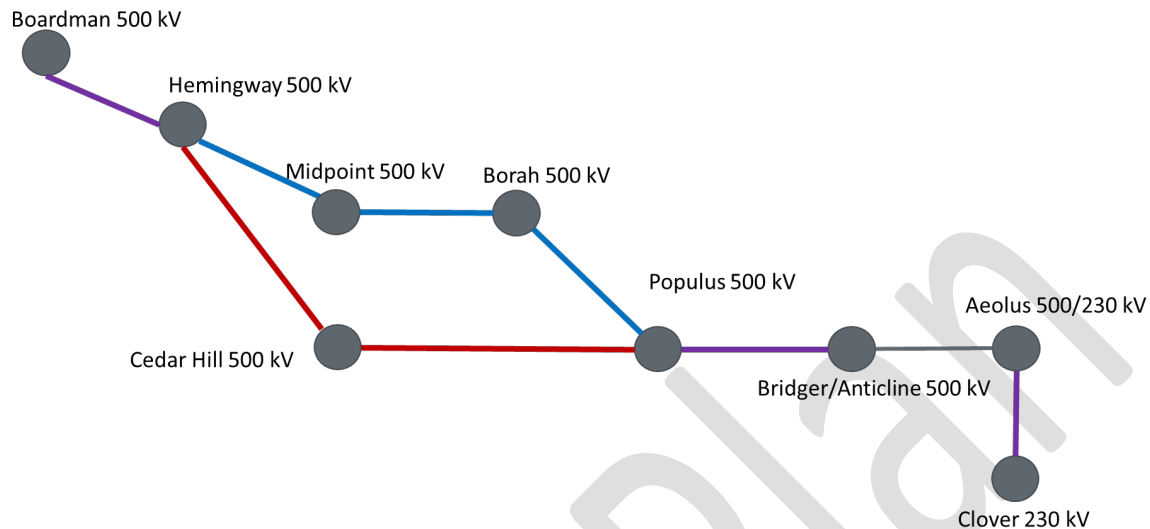 Boardman 500 kV
Hemingway 500 kV
Midpoint 500 kV
Borah 500 kV
Populus 500 kV
Aeolus 500/230 kV
Cedar Hill 500 kV
Bridger/Anticline 500 kV
Clover 230 kV
Plan